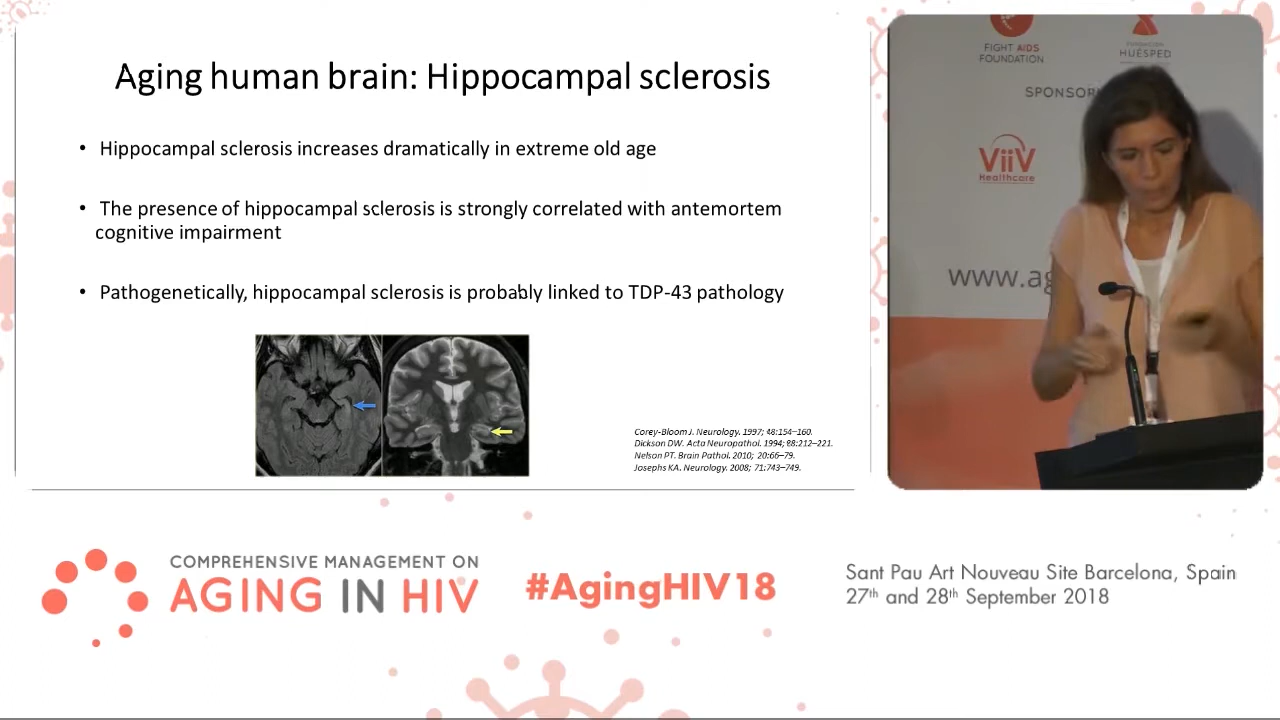 Aging human brain: Hippocampal sclerosis
• Hippocampal sclerosis increases dramatically in extreme old age
• The presence of hippocampal sclerosis is strongly correlated with antemortem
cognitive impairment
• Pathogenetically, hippocampal sclerosis is probably linked to TDP-43 pathology
Corey-Bloom J. Neurology. 1997; 48:154–160.
Dickson DW. Acta Neuropathol. 1994; 88:212–221.
Nelson PT. Brain Pathol. 2010; 20:66–79.
Josephs KA. Neurology. 2008; 71:743–749.
FIGHT AIDS
FOUNDATION
FUNDACIÓN
HUÉSPED
SPONSOR
ViiV
Healthcare
www.ag
COMPREHENSIVE MANAGEMENT ON
AGING IN HIV
#AgingHIV18
Sant Pau Art Nouveau Site Barcelona, Spain
27th and 28th September 2018